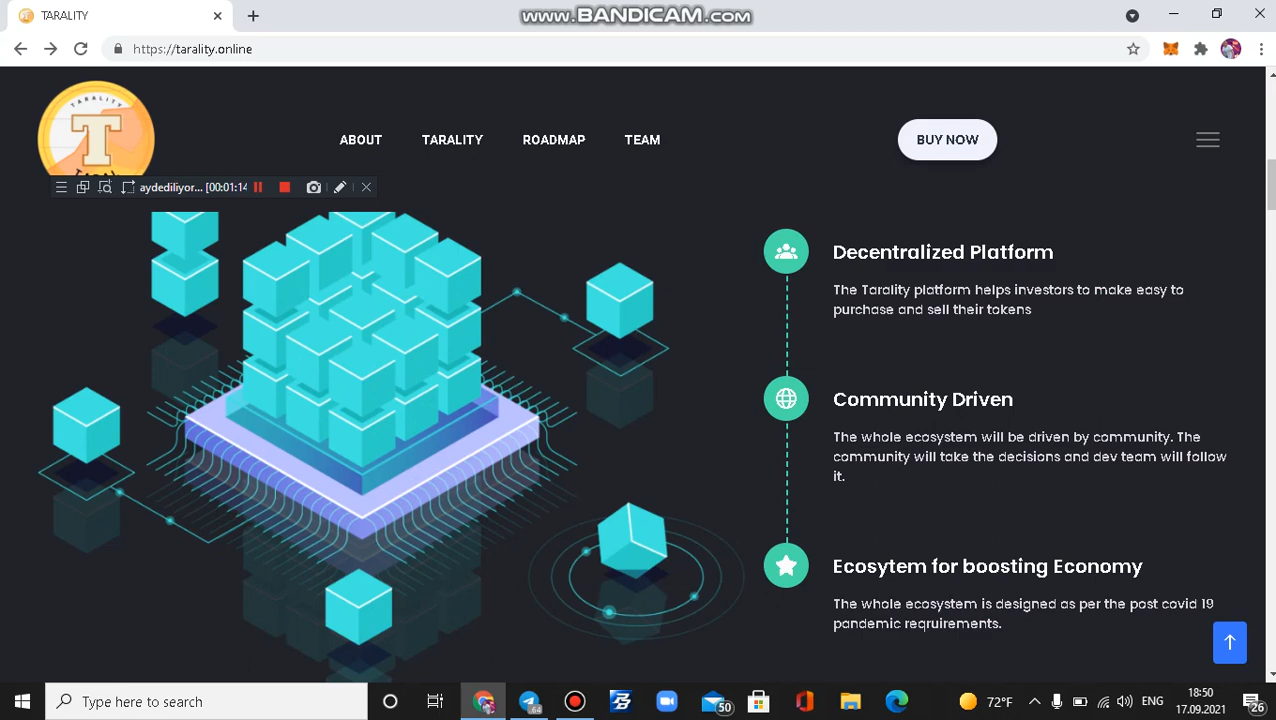 TARALITY
www.BANDICAM.com
https://tarality.online
TARALITY
T
ABOUT
TARALITY
ROADMAP
TEAM
BUY NOW
aydediliyor... [00:01:14
Decentralized Platform
The Tarality platform helps investors to make easy to
purchase and sell their tokens
Community Driven
The whole ecosystem will be driven by community. The
community will take the decisions and dev team will follow
it.
Ecosytem for boosting Economy
The whole ecosystem is designed as per the post covid 19
pandemic reqruirements.
Type here to search
64
50
72°F
ENG
18:50
17.09.2021
26